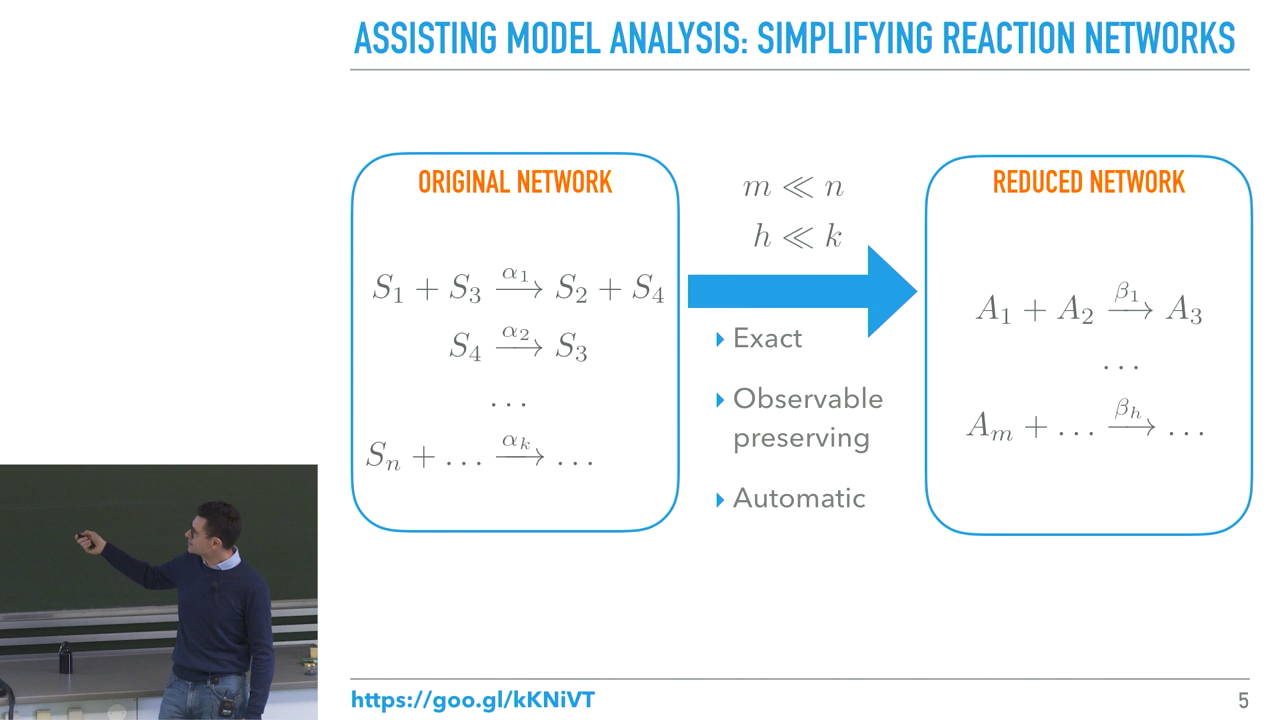 ASSISTING MODEL ANALYSIS: SIMPLIFYING REACTION NETWORKS
ORIGINAL NETWORK
S₁ + S₃ —α₁→ S₂ + S₄
S₄ —α₂→ S₃
...
Sₙ + ... —αₖ→ ...
m ≪ n
h ≪ k
Exact
Observable
preserving
Automatic
REDUCED NETWORK
A₁ + A₂ —β₁→ A₃
...
Aₘ + ... —βₕ→ ...
https://goo.gl/kKNiVT
5